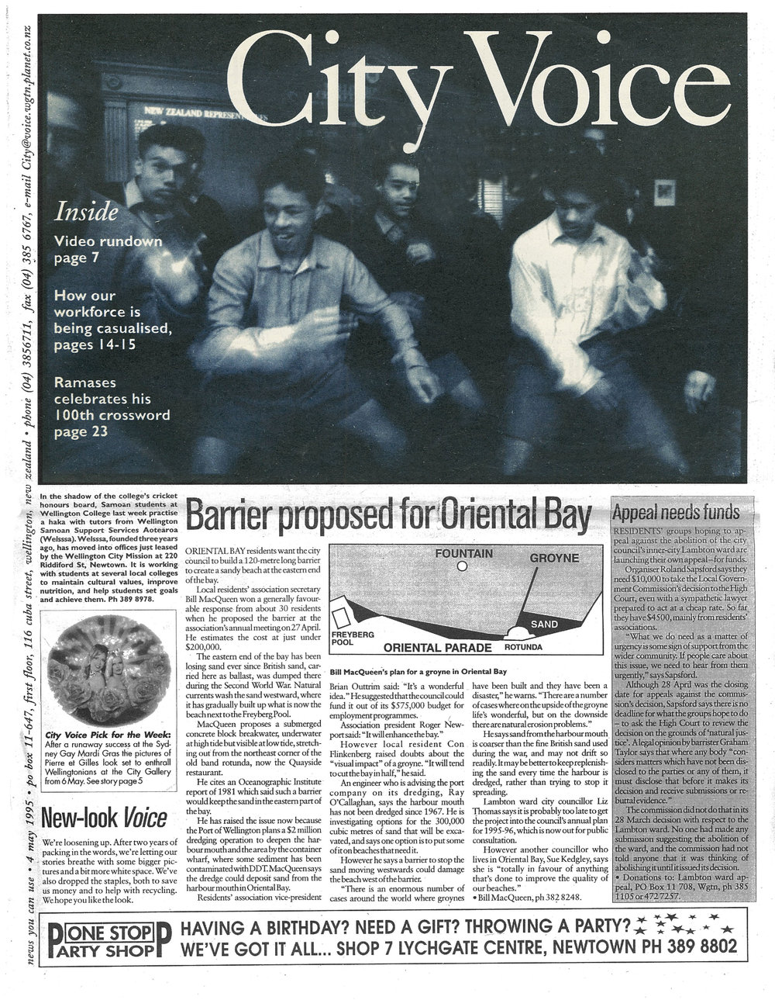 City Voice
NEW ZEALAND REPRESENTATIVES
Inside
Video rundown
page 7
How our
workforce is
being casualised,
pages 14-15
Ramases
celebrates his
100th crossword
page 23
news you can use • 4 may 1995 • po box 11-647, first floor, 116 cuba street, wellington, new zealand • phone (04) 3856711, fax (04) 385 6767, e-mail City@voice.wgtn.planet.co.nz
In the shadow of the college's cricket
honours board, Samoan students at
Wellington College last week practise
a haka with tutors from Wellington
Samoan Support Services Aotearoa
(Welsssa). Welsssa, founded three years
ago, has moved into offices just leased
by the Wellington City Mission at 220
Riddiford St, Newtown. It is working
with students at several local colleges
to maintain cultural values, improve
nutrition, and help students set goals
and achieve them. Ph 389 8978.
City Voice Pick for the Week:
After a runaway success at the Syd-
ney Gay Mardi Gras the pictures of
Pierre et Gilles look set to enthrall
Wellingtonians at the City Gallery
from 6 May. See story page 5
New-look Voice
We're loosening up. After two years of
packing in the words, we're letting our
stories breathe with some bigger pic-
tures and a bit more white space. We've
also dropped the staples, both to save
us money and to help with recycling.
We hope you like the look.
Barrier proposed for Oriental Bay
ORIENTAL BAY residents want the city
council to build a 120-metre long barrier
to create a sandy beach at the eastern end
of the bay.
Local residents' association secretary
Bill MacQueen won a generally favour-
able response from about 30 residents
when he proposed the barrier at the
association's annual meeting on 27 April.
He estimates the cost at just under
$200,000.
The eastern end of the bay has been
losing sand ever since British sand, car-
ried here as ballast, was dumped there
during the Second World War. Natural
currents wash the sand westward, where
it has gradually built up what is now the
beach next to the Freyberg Pool.
MacQueen proposes a submerged
concrete block breakwater, underwater
at high tide but visible at low tide, stretch-
ing out from the northeast corner of the
old band rotunda, now the Quayside
restaurant.
He cites an Oceanographic Institute
report of 1981 which said such a barrier
would keep the sand in the eastern part of
the bay.
He has raised the issue now because
the Port of Wellington plans a $2 million
dredging operation to deepen the har-
bour mouth and the area by the container
wharf, where some sediment has been
contaminated with DDT. MacQueen says
the dredge could deposit sand from the
harbour mouth in Oriental Bay.
Residents' association vice-president
FOUNTAIN
GROYNE
SAND
FREYBERG
POOL
ORIENTAL PARADE
ROTUNDA
Bill MacQueen's plan for a groyne in Oriental Bay
Brian Outtrim said: "It's a wonderful
idea." He suggested that the council could
fund it out of its $575,000 budget for
employment programmes.
Association president Roger New-
port said: "It will enhance the bay."
However local resident Con
Flinkenberg raised doubts about the
"visual impact" of a groyne. "It will tend
to cut the bay in half," he said.
An engineer who is advising the port
company on its dredging, Ray
O'Callaghan, says the harbour mouth
has not been dredged since 1967. He is
investigating options for the 300,000
cubic metres of sand that will be exca-
vated, and says one option is to put some
of it on beaches that need it.
However he says a barrier to stop the
sand moving westwards could damage
the beach west of the barrier.
"There is an enormous number of
cases around the world where groynes
have been built and they have been a
disaster," he warns. "There are a number
of cases where on the upside of the groyne
life's wonderful, but on the downside
there are natural erosion problems."
He says sand from the harbour mouth
is coarser than the fine British sand used
during the war, and may not drift so
readily. It may be better to keep replenish-
ing the sand every time the harbour is
dredged, rather than trying to stop it
spreading.
Lambton ward city councillor Liz
Thomas says it is probably too late to get
the project into the council's annual plan
for 1995-96, which is now out for public
consultation.
However another councillor who
lives in Oriental Bay, Sue Kedgley, says
she is "totally in favour of anything
that's done to improve the quality of
our beaches."
• Bill MacQueen, ph 382 8248.
Appeal needs funds
RESIDENTS' groups hoping to ap-
peal against the abolition of the city
council's inner-city Lambton ward are
launching their own appeal – for funds.
Organiser Roland Sapsford says they
need $10,000 to take the Local Govern-
ment Commission's decision to the High
Court, even with a sympathetic lawyer
prepared to act at a cheap rate. So far
they have $4500, mainly from residents'
associations.
"What we do need as a matter of
urgency is some sign of support from the
wider community. If people care about
this issue, we need to hear from them
urgently," says Sapsford.
Although 28 April was the closing
date for appeals against the commis-
sion's decision, Sapsford says there is no
deadline for what the groups hope to do
– to ask the High Court to review the
decision on the grounds of 'natural jus-
tice'. A legal opinion by barrister Graham
Taylor says that where any body "con-
siders matters which have not been dis-
closed to the parties or any of them, it
must disclose that before it makes its
decision and receive submissions or re-
buttal evidence."
The commission did not do that in its
28 March decision with respect to the
Lambton ward. No one had made any
submission suggesting the abolition of
the ward, and the commission had not
told anyone that it was thinking of
abolishing it until it issued its decision.
• Donations to: Lambton ward ap-
peal, PO Box 11 708, Wgtn, ph 385
1105 or 472 7257.
ONE STOP
PARTY SHOP
HAVING A BIRTHDAY? NEED A GIFT? THROWING A PARTY?
WE'VE GOT IT ALL... SHOP 7 LYCHGATE CENTRE, NEWTOWN PH 389 8802